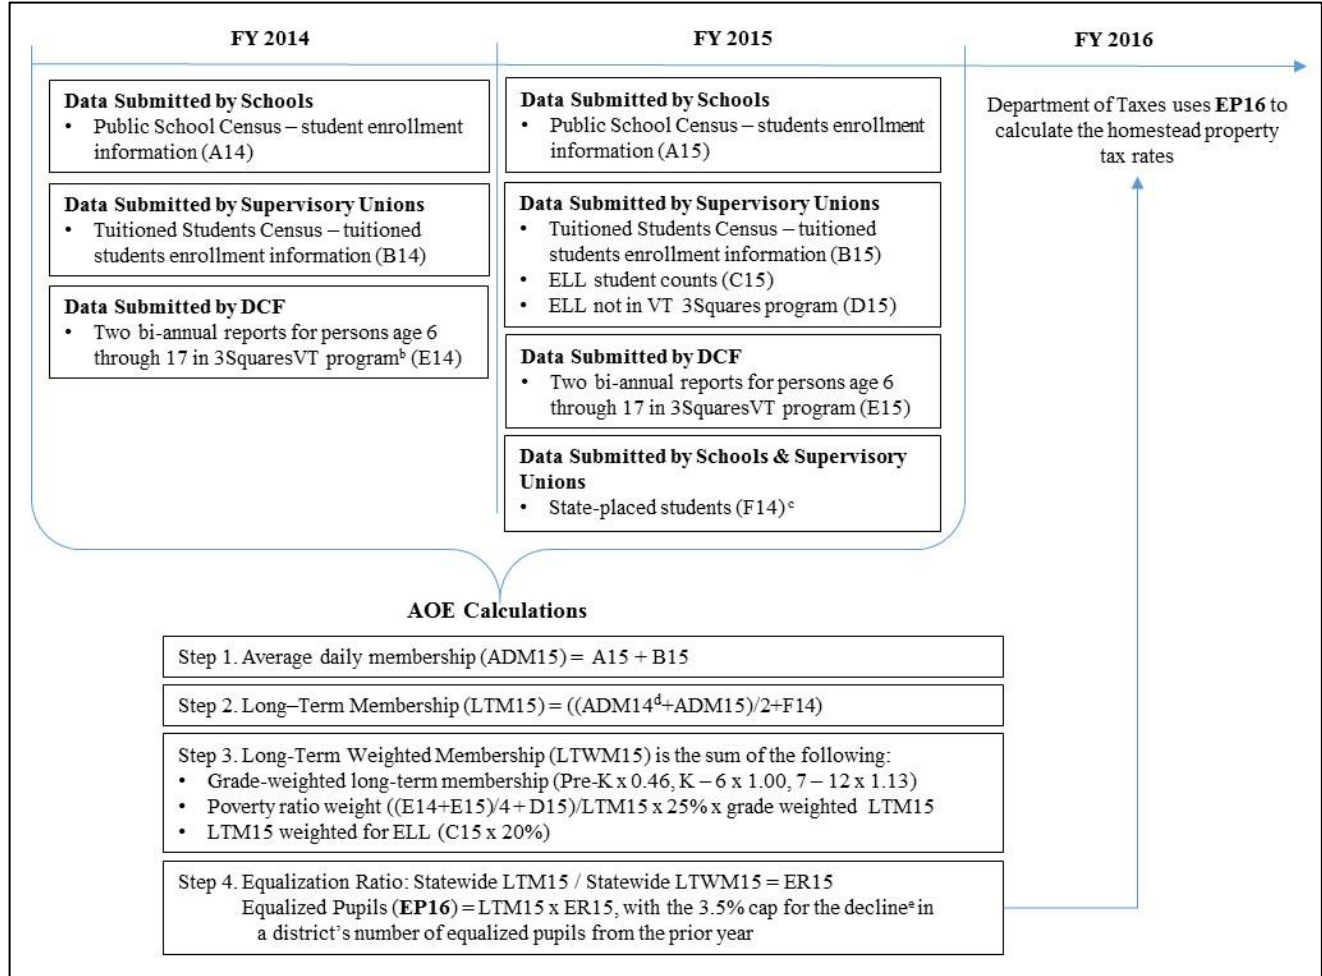 FY 2014
FY 2015
FY 2016
Data Submitted by Schools
• Public School Census – student enrollment
information (A14)
Data Submitted by Supervisory Unions
• Tuitioned Students Census – tuitioned
students enrollment information (B14)
Data Submitted by DCF
• Two bi-annual reports for persons age 6
through 17 in 3SquaresVT programᵇ (E14)
Data Submitted by Schools
• Public School Census – students enrollment
information (A15)
Data Submitted by Supervisory Unions
• Tuitioned Students Census – tuitioned
students enrollment information (B15)
• ELL student counts (C15)
• ELL not in VT 3Squares program (D15)
Data Submitted by DCF
• Two bi-annual reports for persons age 6
through 17 in 3SquaresVT program (E15)
Data Submitted by Schools & Supervisory
Unions
• State-placed students (F14)ᶜ
Department of Taxes uses EP16 to
calculate the homestead property
tax rates
AOE Calculations
Step 1. Average daily membership (ADM15) = A15 + B15
Step 2. Long–Term Membership (LTM15) = ((ADM14ᵈ+ADM15)/2+F14)
Step 3. Long-Term Weighted Membership (LTWM15) is the sum of the following:
• Grade-weighted long-term membership (Pre-K x 0.46, K – 6 x 1.00, 7 – 12 x 1.13)
• Poverty ratio weight ((E14+E15)/4 + D15)/LTM15 x 25% x grade weighted LTM15
• LTM15 weighted for ELL (C15 x 20%)
Step 4. Equalization Ratio: Statewide LTM15 / Statewide LTWM15 = ER15
Equalized Pupils (EP16) = LTM15 x ER15, with the 3.5% cap for the declineᵉ in
a district's number of equalized pupils from the prior year